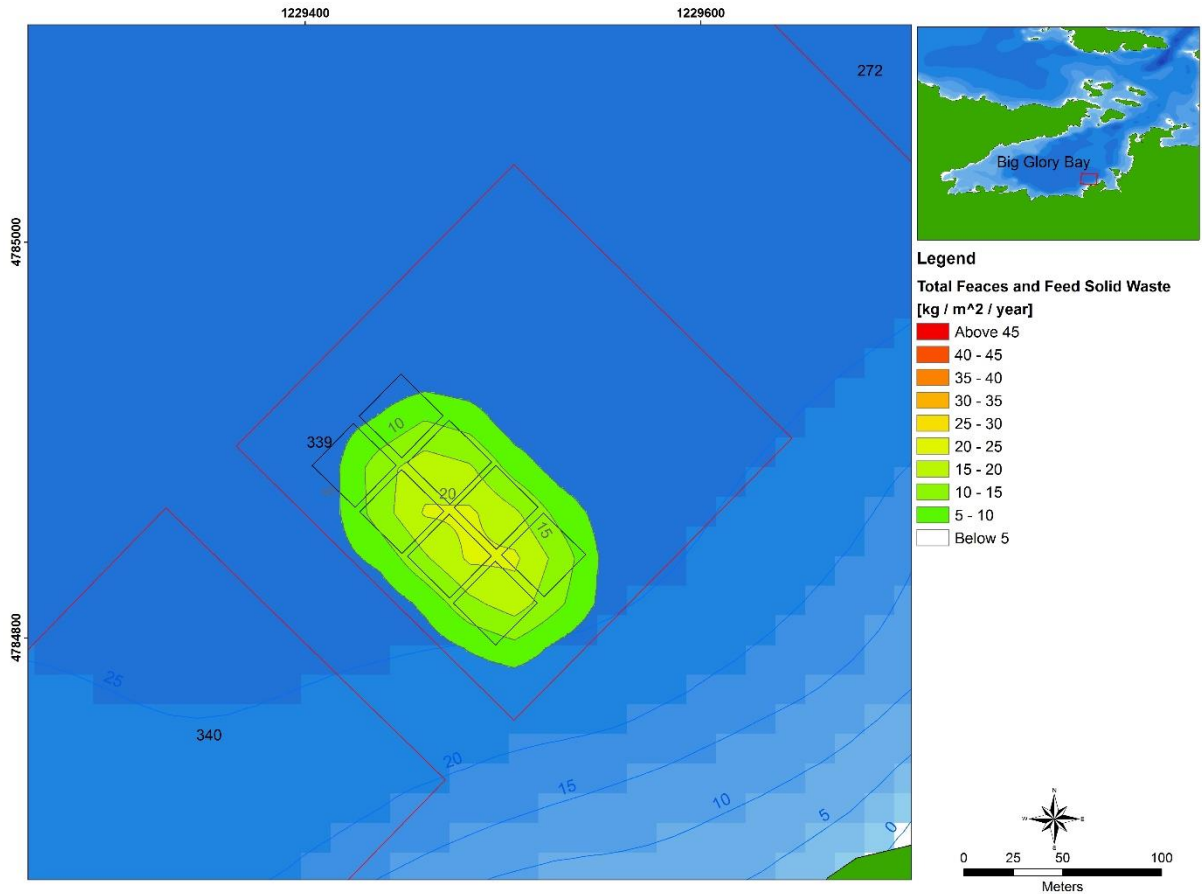 1229400
1229600
4785000
4784800
272
339
340
10
20
15
25
20
15
10
5
0
Big Glory Bay
Legend
Total Feaces and Feed Solid Waste
[kg / m^2 / year]
Above 45
40 - 45
35 - 40
30 - 35
25 - 30
20 - 25
15 - 20
10 - 15
5 - 10
Below 5
N
W
E
S
0 25 50 100
Meters